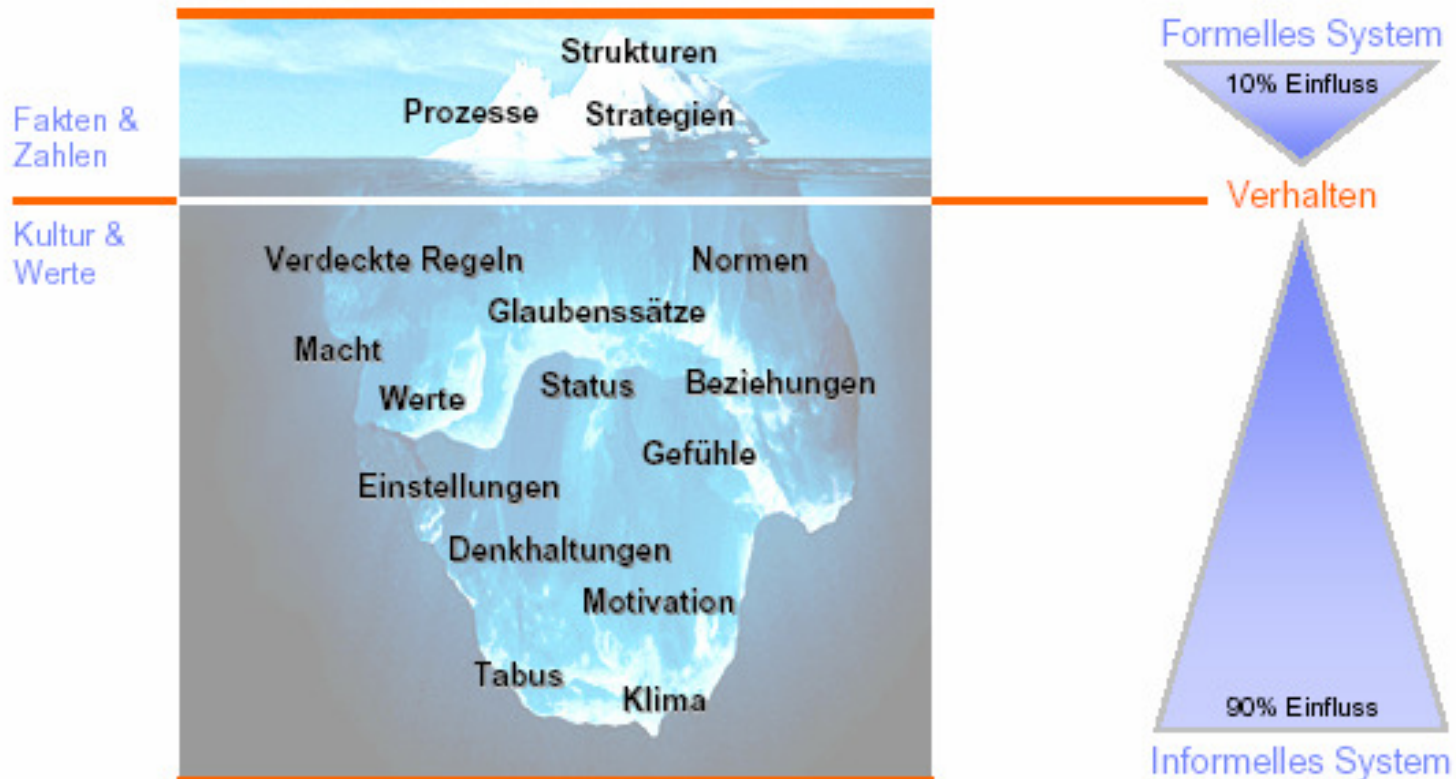 Formelles System
10% Einfluss
Strukturen
Prozesse
Strategien
Fakten &
Zahlen
Verhalten
Kultur &
Werte
Verdeckte Regeln
Normen
Glaubenssätze
Macht
Werte
Status
Beziehungen
Gefühle
Einstellungen
Denkhaltungen
Motivation
Tabus
Klima
90% Einfluss
Informelles System